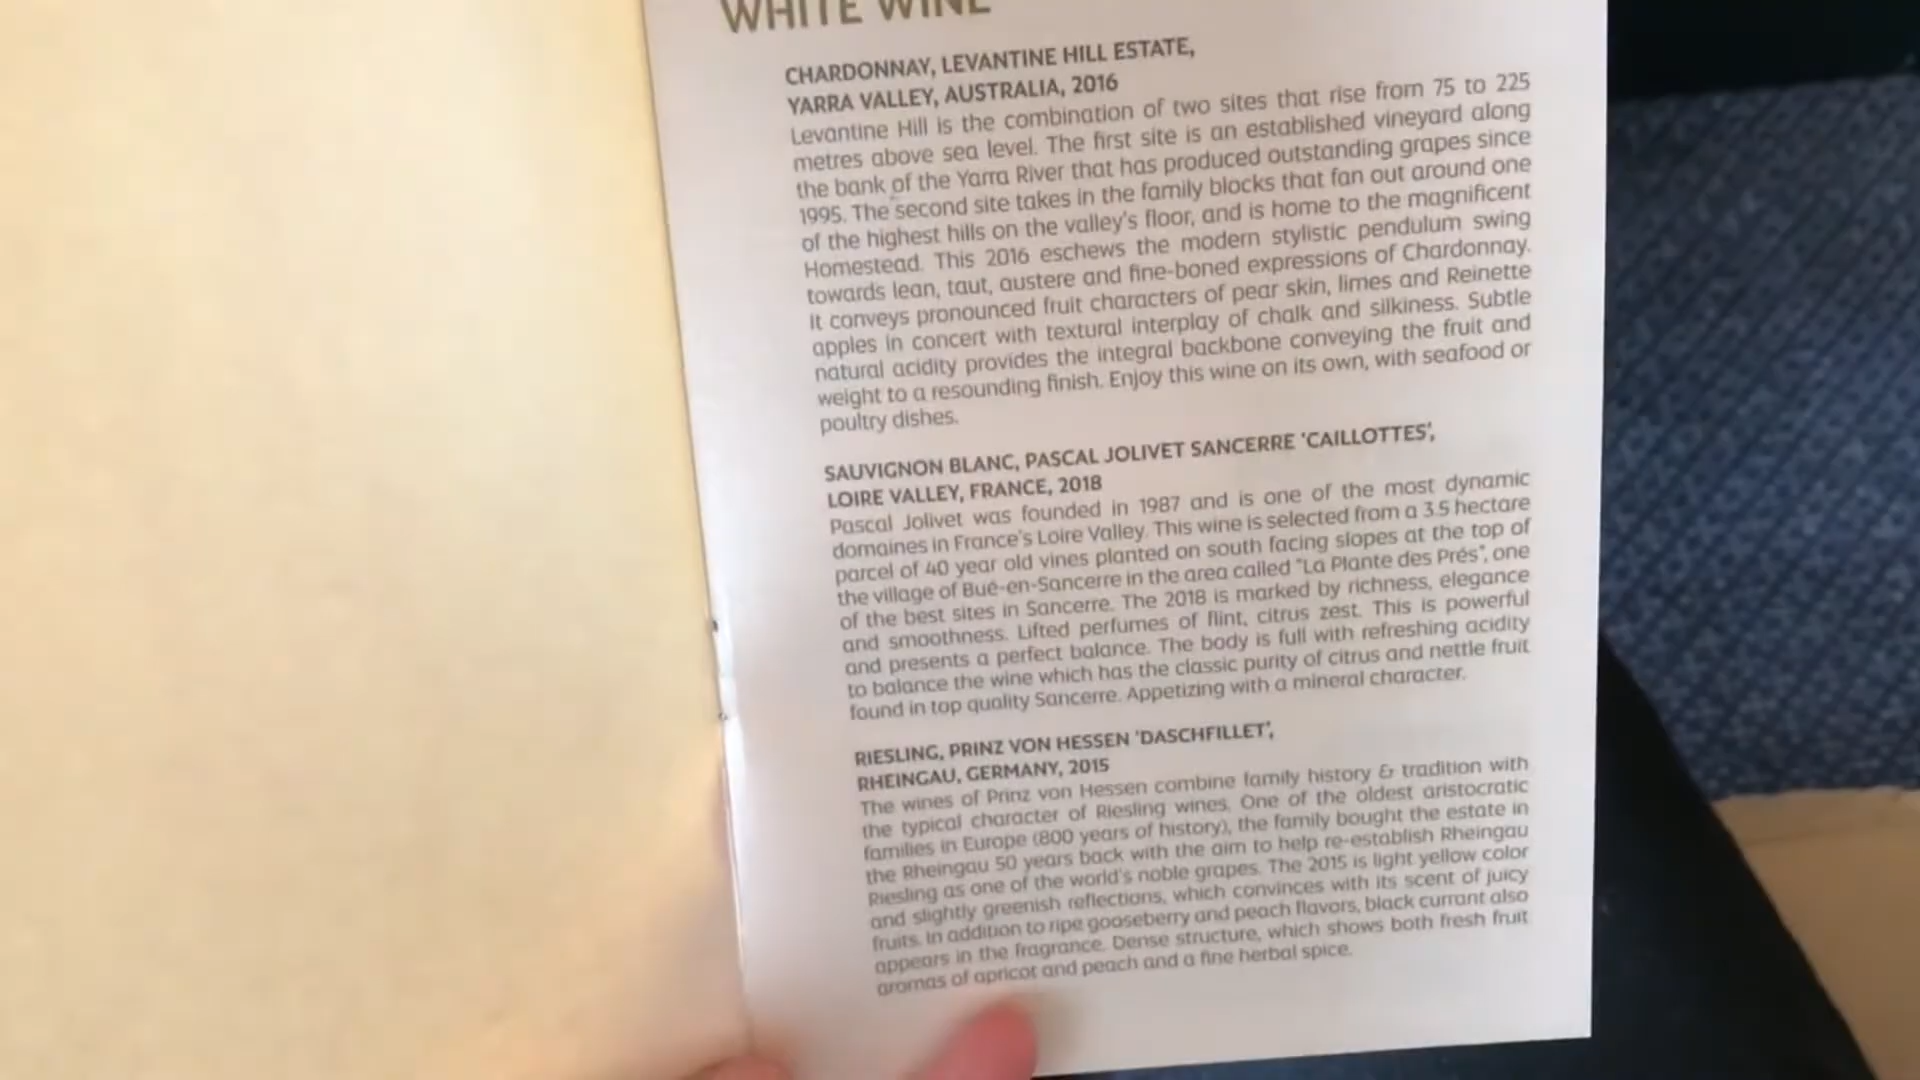 WHITE WINE
CHARDONNAY, LEVANTINE HILL ESTATE,
YARRA VALLEY, AUSTRALIA, 2016
Levantine Hill is the combination of two sites that rise from 75 to 225
metres above sea level. The first site is an established vineyard along
the bank of the Yarra River that has produced outstanding grapes since
1995. The second site takes in the family blocks that fan out around one
of the highest hills on the valley's floor, and is home to the magnificent
Homestead. This 2016 eschews the modern stylistic pendulum swing
towards lean, taut, austere and fine-boned expressions of Chardonnay.
It conveys pronounced fruit characters of pear skin, limes and Reinette
apples in concert with textural interplay of chalk and silkiness. Subtle
natural acidity provides the integral backbone conveying the fruit and
weight to a resounding finish. Enjoy this wine on its own, with seafood or
poultry dishes.
SAUVIGNON BLANC, PASCAL JOLIVET SANCERRE 'CAILLOTTES',
LOIRE VALLEY, FRANCE, 2018
Pascal Jolivet was founded in 1987 and is one of the most dynamic
domaines in France's Loire Valley. This wine is selected from a 3.5 hectare
parcel of 40 year old vines planted on south facing slopes at the top of
the village of Bué-en-Sancerre in the area called "La Plante des Prés", one
of the best sites in Sancerre. The 2018 is marked by richness, elegance
and smoothness. Lifted perfumes of flint, citrus zest. This is powerful
and presents a perfect balance. The body is full with refreshing acidity
to balance the wine which has the classic purity of citrus and nettle fruit
found in top quality Sancerre. Appetizing with a mineral character.
RIESLING, PRINZ VON HESSEN 'DASCHFILLET',
RHEINGAU, GERMANY, 2015
The wines of Prinz von Hessen combine family history & tradition with
the typical character of Riesling wines. One of the oldest aristocratic
families in Europe (800 years of history), the family bought the estate in
the Rheingau 50 years back with the aim to help re-establish Rheingau
Riesling as one of the world's noble grapes. The 2015 is light yellow color
and slightly greenish reflections, which convinces with its scent of juicy
fruits. In addition to ripe gooseberry and peach flavors, black currant also
appears in the fragrance. Dense structure, which shows both fresh fruit
aromas of apricot and peach and a fine herbal spice.